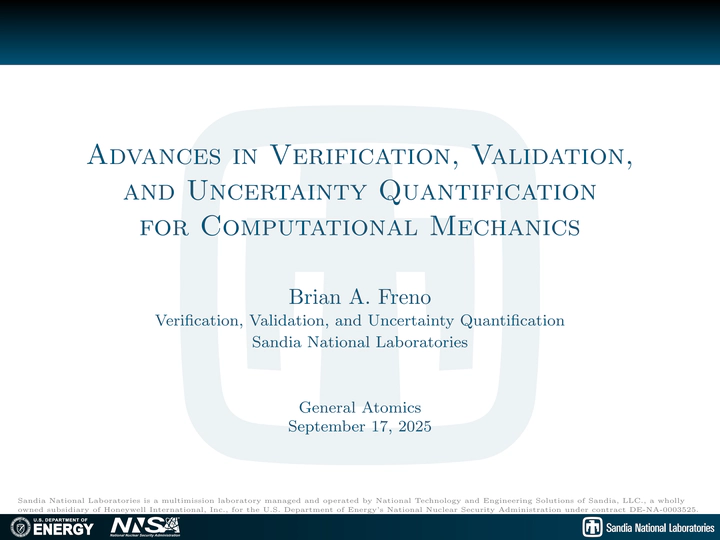 Advances in Verification, Validation,
and Uncertainty Quantification
for Computational Mechanics
Brian A. Freno
Verification, Validation, and Uncertainty Quantification
Sandia National Laboratories
General Atomics
September 17, 2025
Sandia National Laboratories is a multimission laboratory managed and operated by National Technology and Engineering Solutions of Sandia, LLC., a wholly
owned subsidiary of Honeywell International, Inc., for the U.S. Department of Energy's National Nuclear Security Administration under contract DE-NA-0003525.
U.S. DEPARTMENT OF
ENERGY
NNSA
National Nuclear Security Administration
Sandia National Laboratories